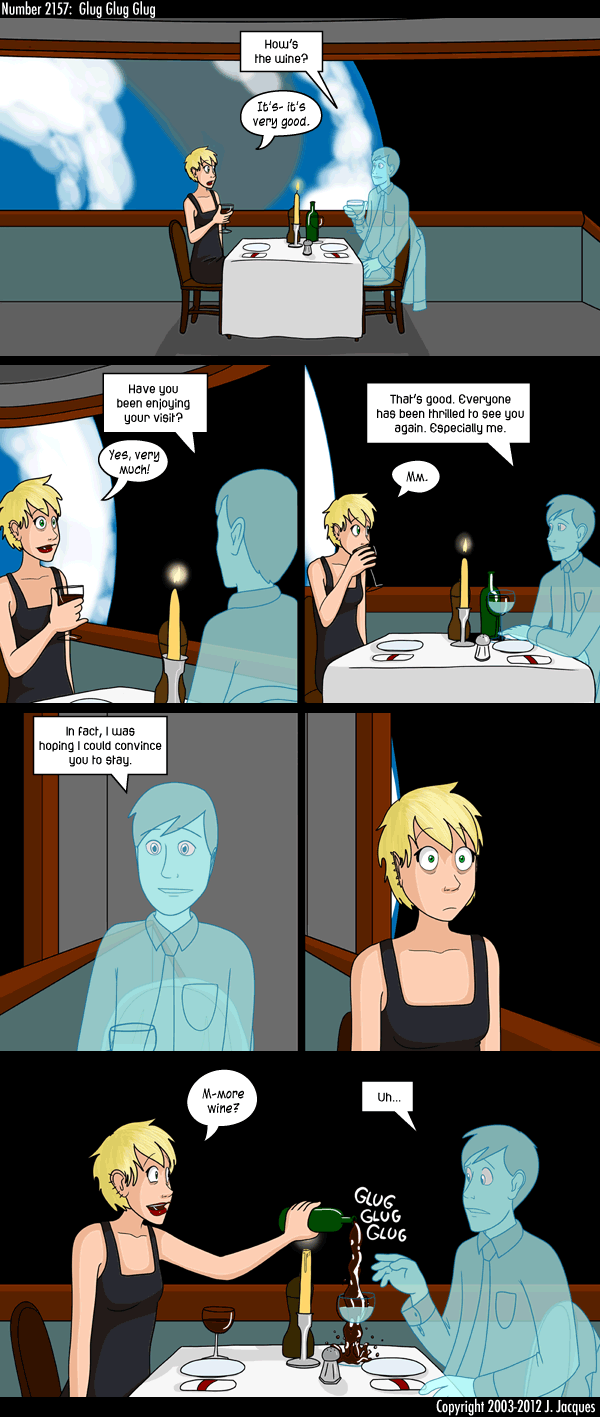 Number 2157: Glug Glug Glug
How's
the wine?
It's- it's
very good.
Have you
been enjoying
your visit?
Yes, very
much!
That's good. Everyone
has been thrilled to see you
again. Especially me.
Mm.
In fact, I was
hoping I could convince
you to stay.
M-more
wine?
Uh...
GLUG
GLUG
GLUG
Copyright 2003-2012 J. Jacques